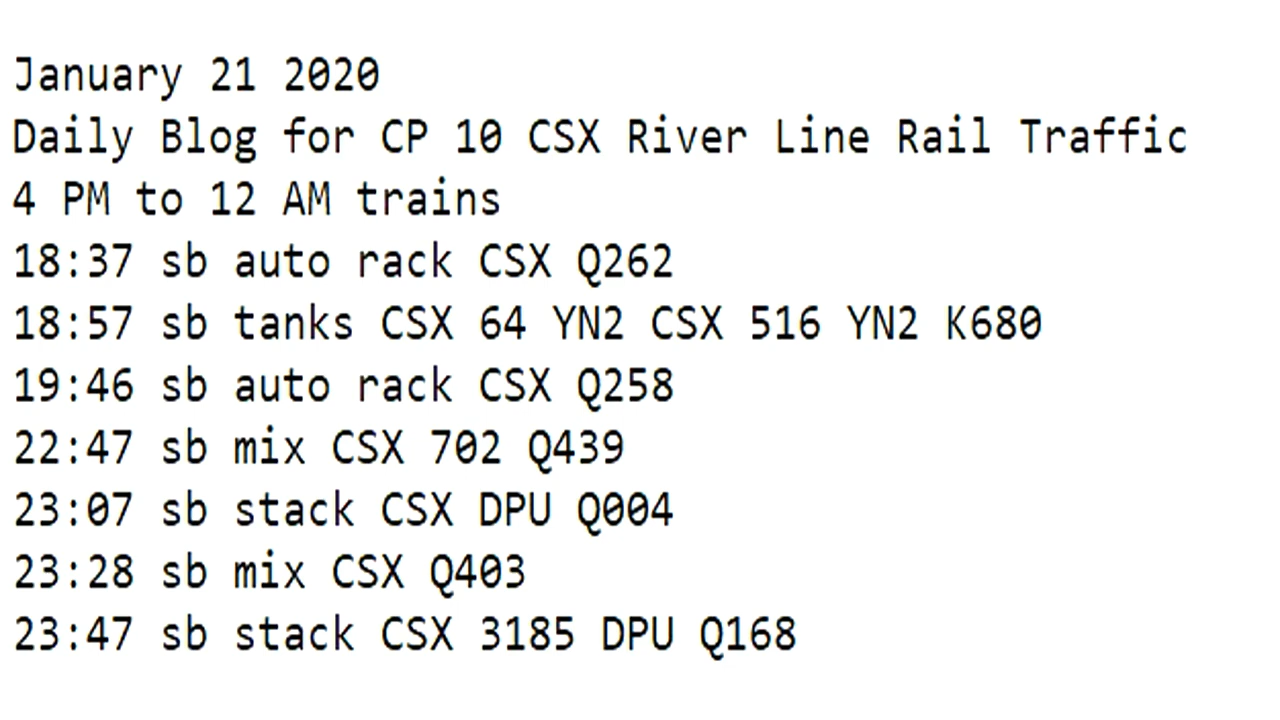 January 21 2020
Daily Blog for CP 10 CSX River Line Rail Traffic
4 PM to 12 AM trains
18:37 sb auto rack CSX Q262
18:57 sb tanks CSX 64 YN2 CSX 516 YN2 K680
19:46 sb auto rack CSX Q258
22:47 sb mix CSX 702 Q439
23:07 sb stack CSX DPU Q004
23:28 sb mix CSX Q403
23:47 sb stack CSX 3185 DPU Q168